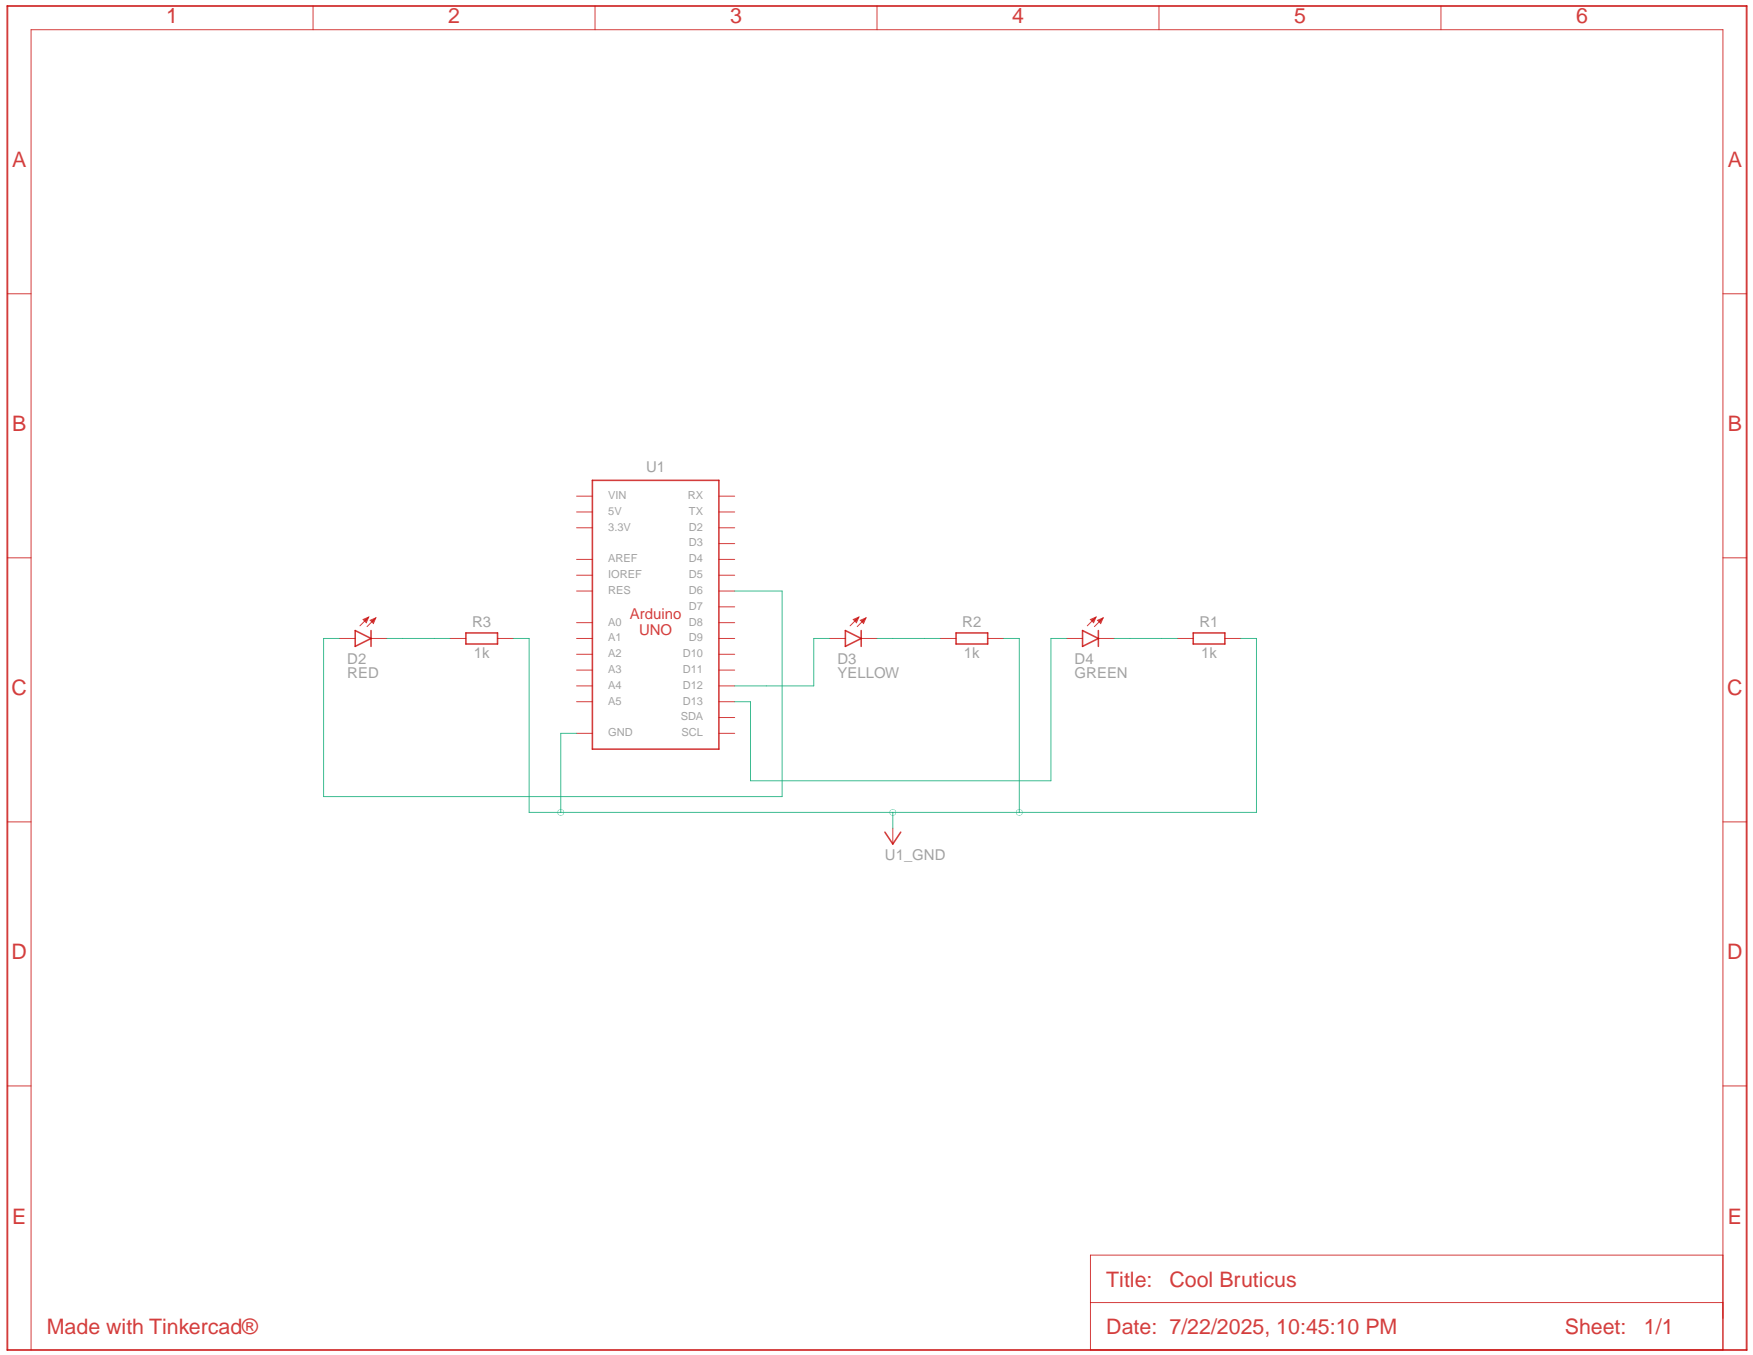 1 2 3 4 5 6
A A
B B
U1
VIN RX
5V TX
3.3V D2
D3
AREF D4
IOREF D5
RES D6
D7
Arduino
UNO
A0 D8
A1 D9
A2 D10
A3 D11
A4 D12
A5 D13
SDA
GND SCL
D2
RED
R3
1k
D3
YELLOW
R2
1k
D4
GREEN
R1
1k
C C
U1_GND
D D
E E
Title: Cool Bruticus
Date: 7/22/2025, 10:45:10 PM Sheet: 1/1
Made with Tinkercad®